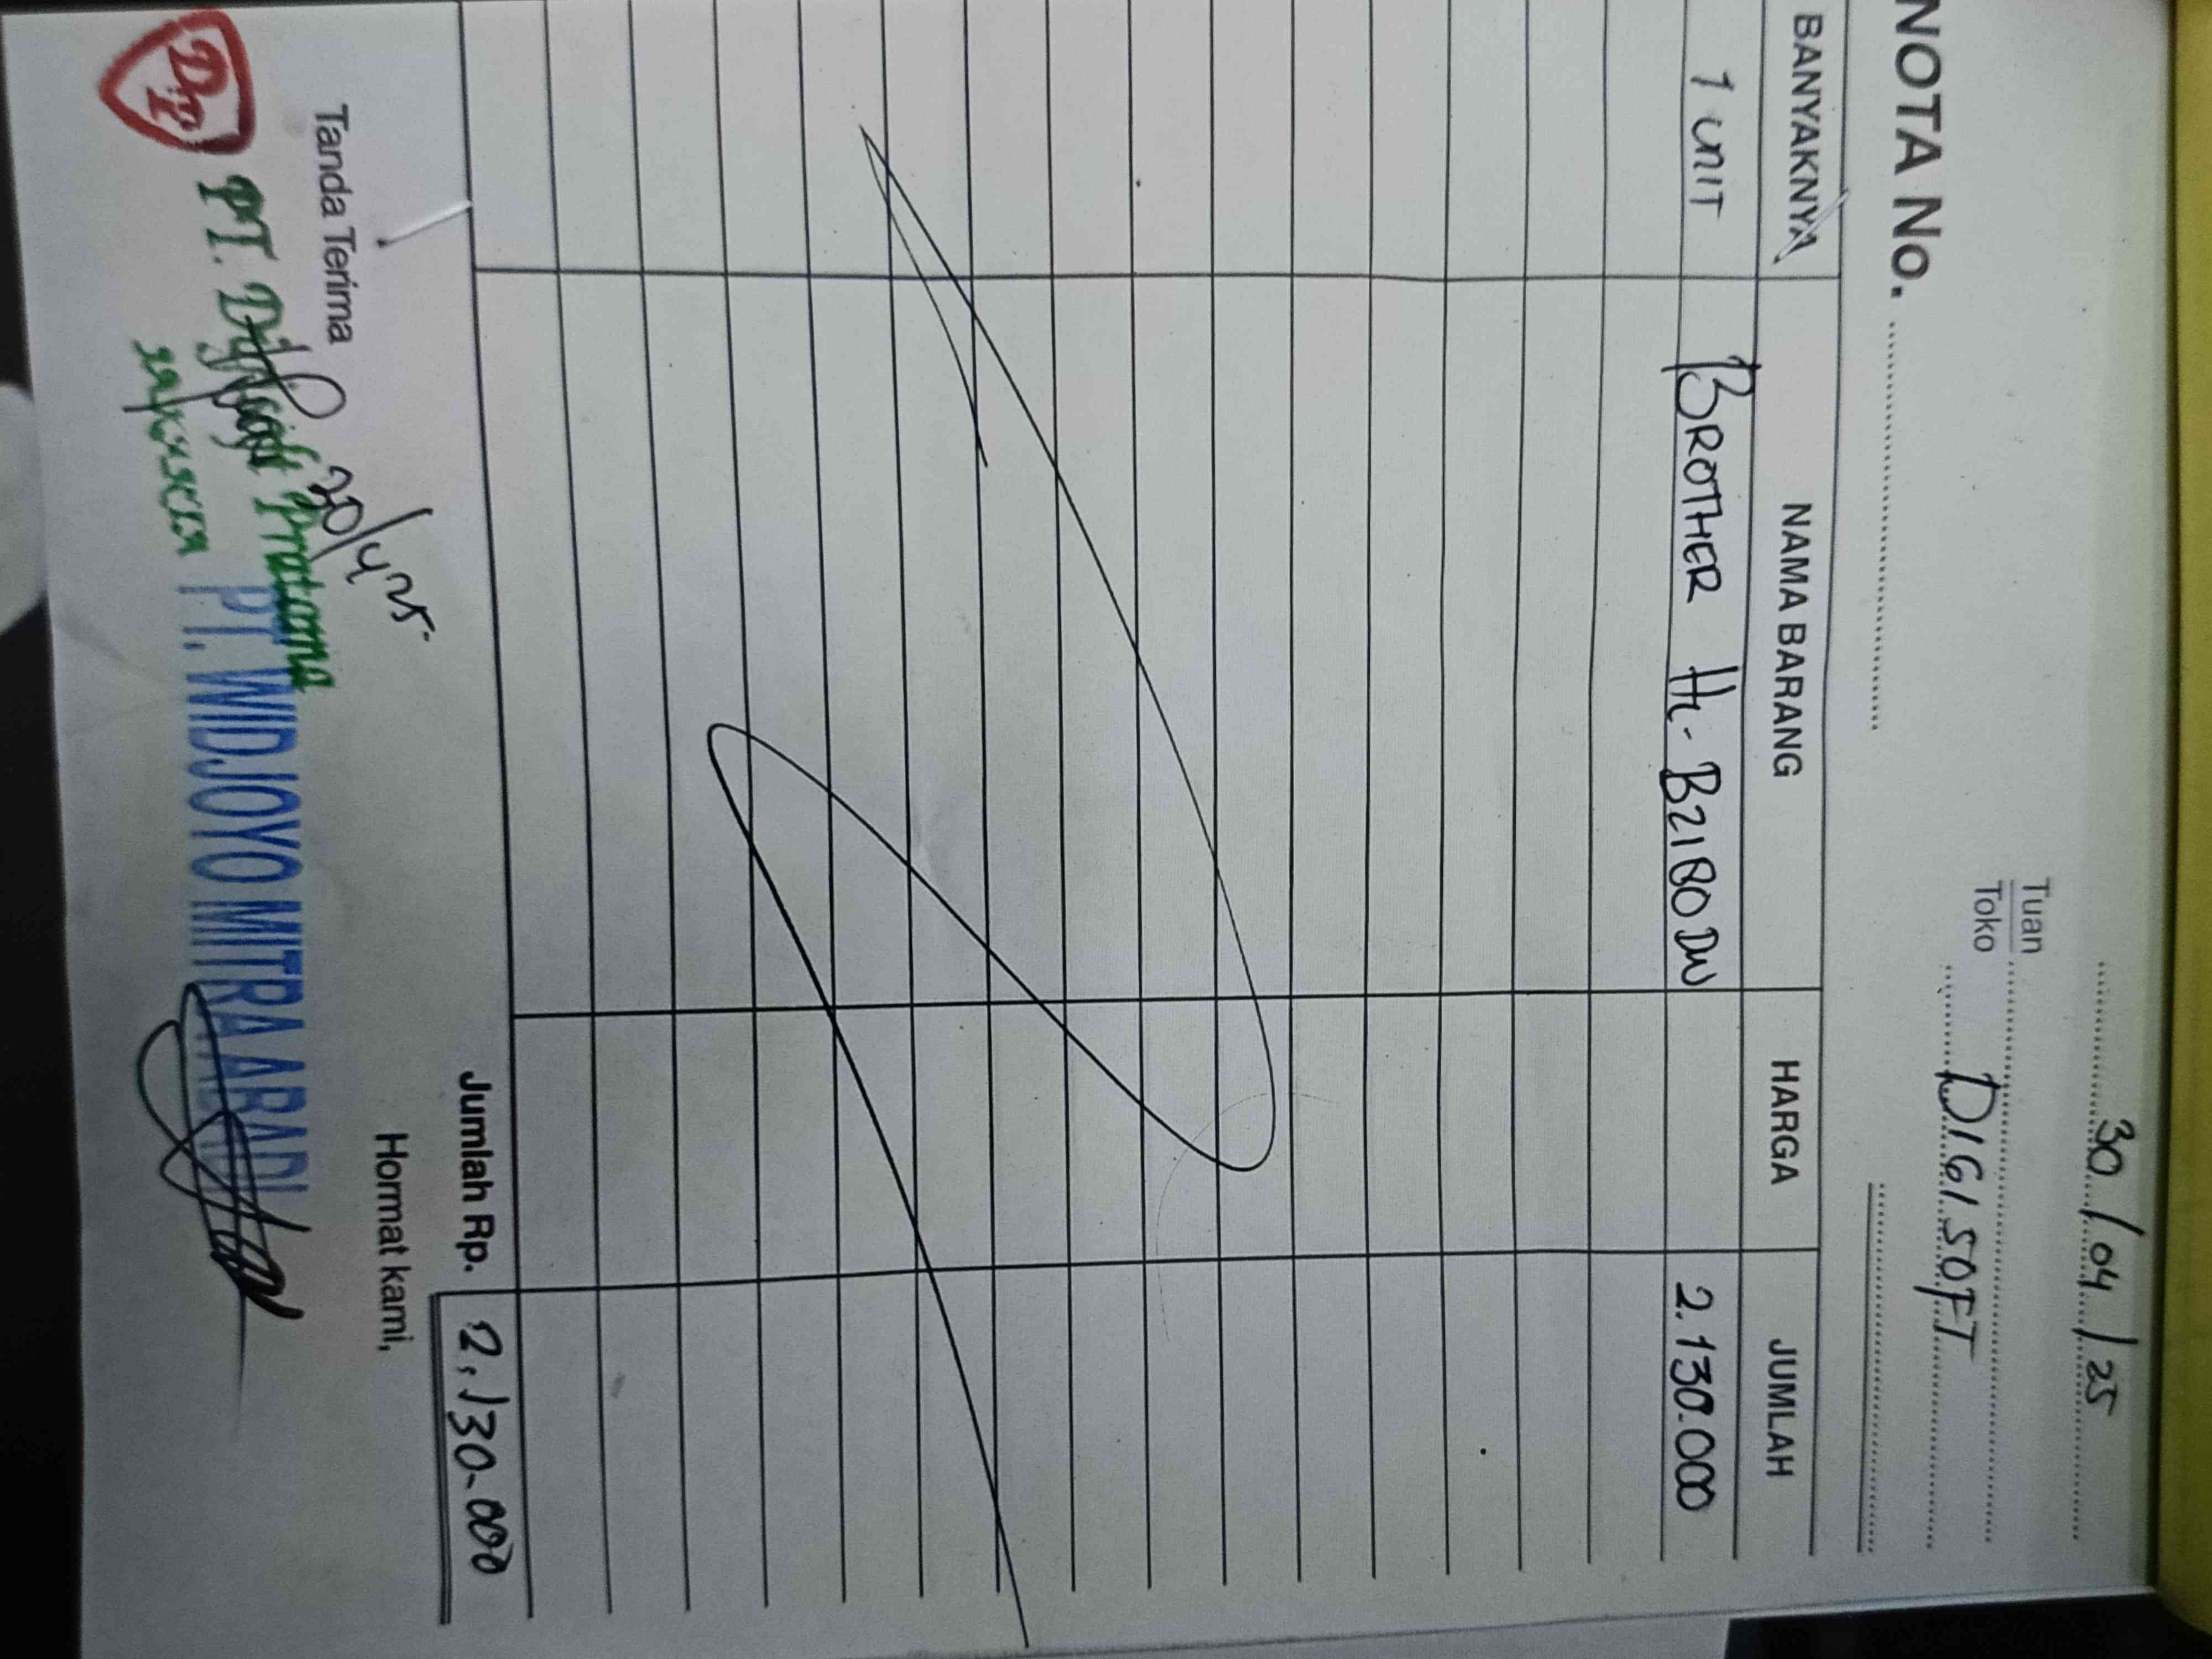 30/04/25
Tuan
Toko
DIGISOFT
NOTA No.
BANYAKNYA NAMA BARANG HARGA JUMLAH
1 UNIT BROTHER HL-B2180DW 2.130.000
Jumlah Rp. 2.130.000
Tanda Terima Hormat kami,
30/4 25
DP PT. Digisoft Pratama
PT. WIDJOYO MITRA ABADI